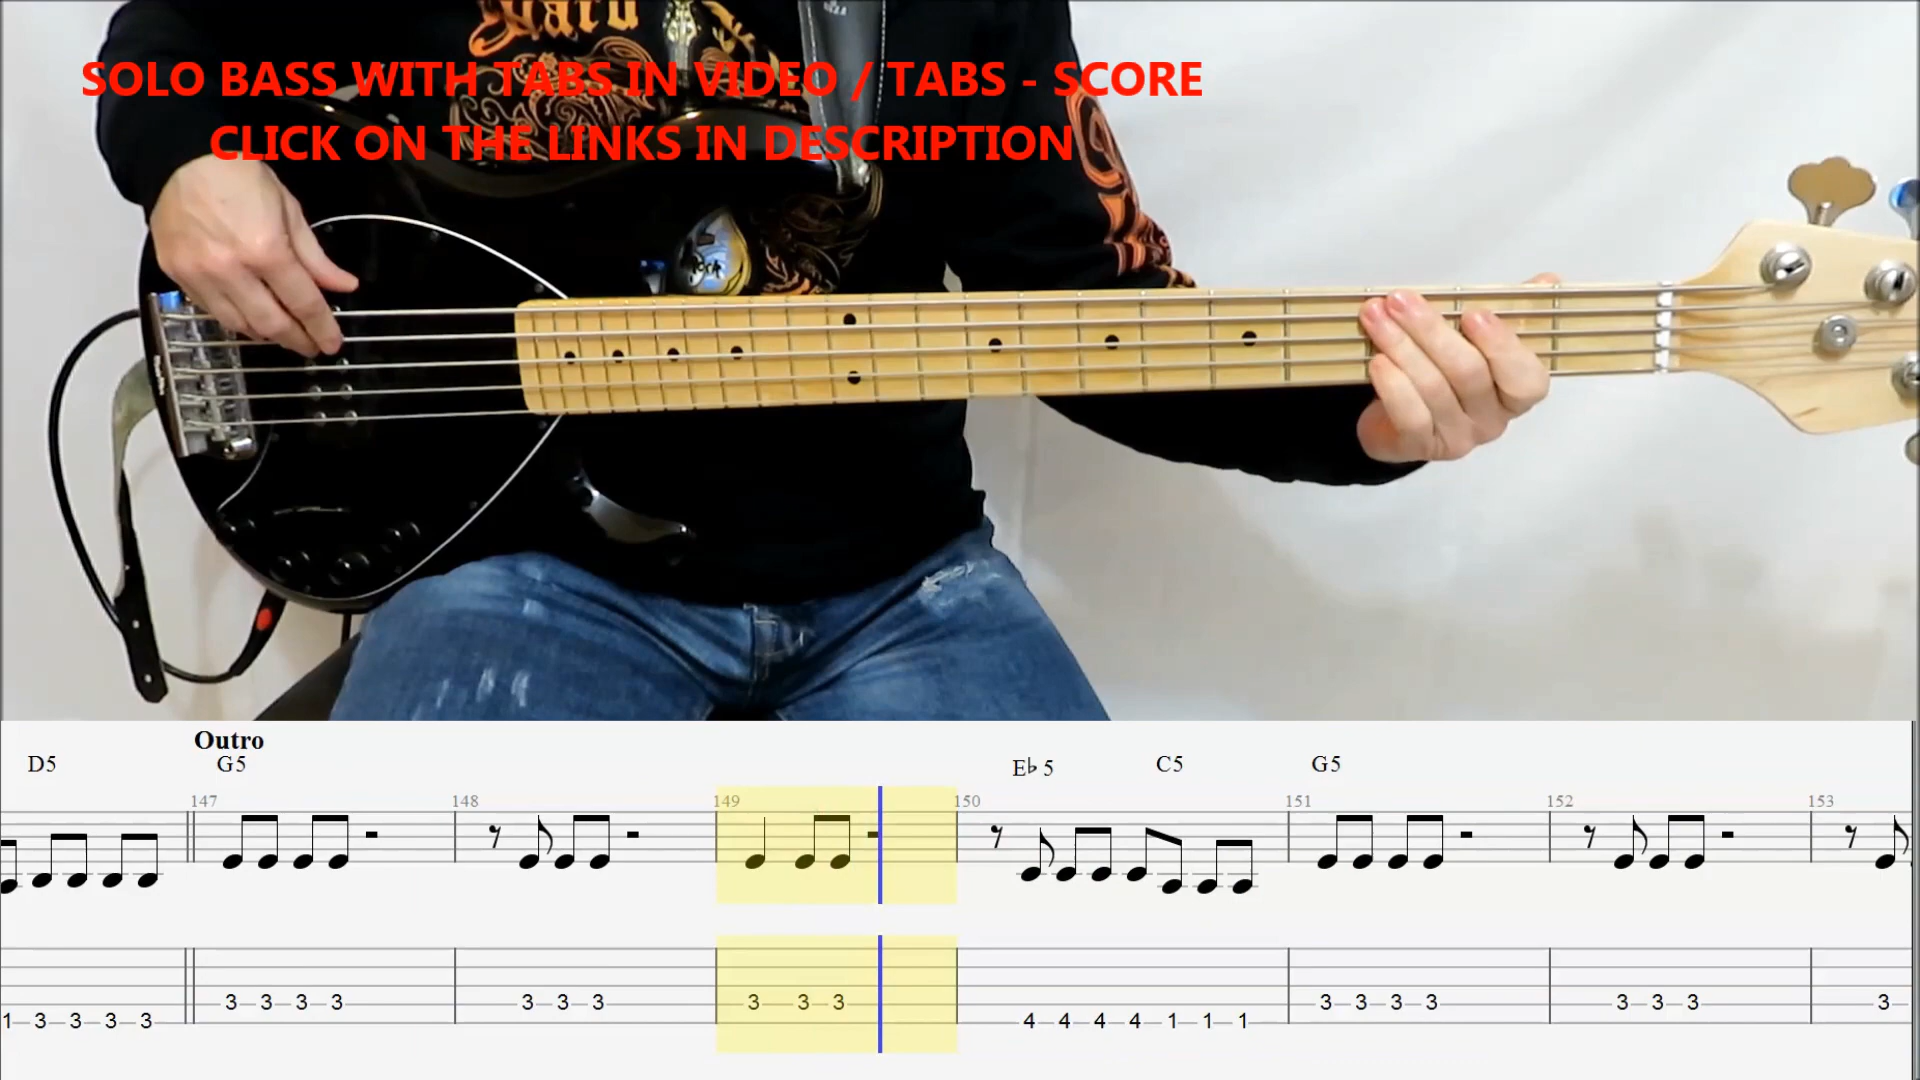 Hard
SOLO BASS WITH TABS IN VIDEO / TABS - SCORE
CLICK ON THE LINKS IN DESCRIPTION
Rock
Outro
D5 G5 E♭5 C5 G5
147 148 149 150 151 152 153
1 3 3 3 3 3 3 3 3 3 3 3 3 3 3 3 3 3 3 3 3 3 3
4 4 4 4 1 1 1